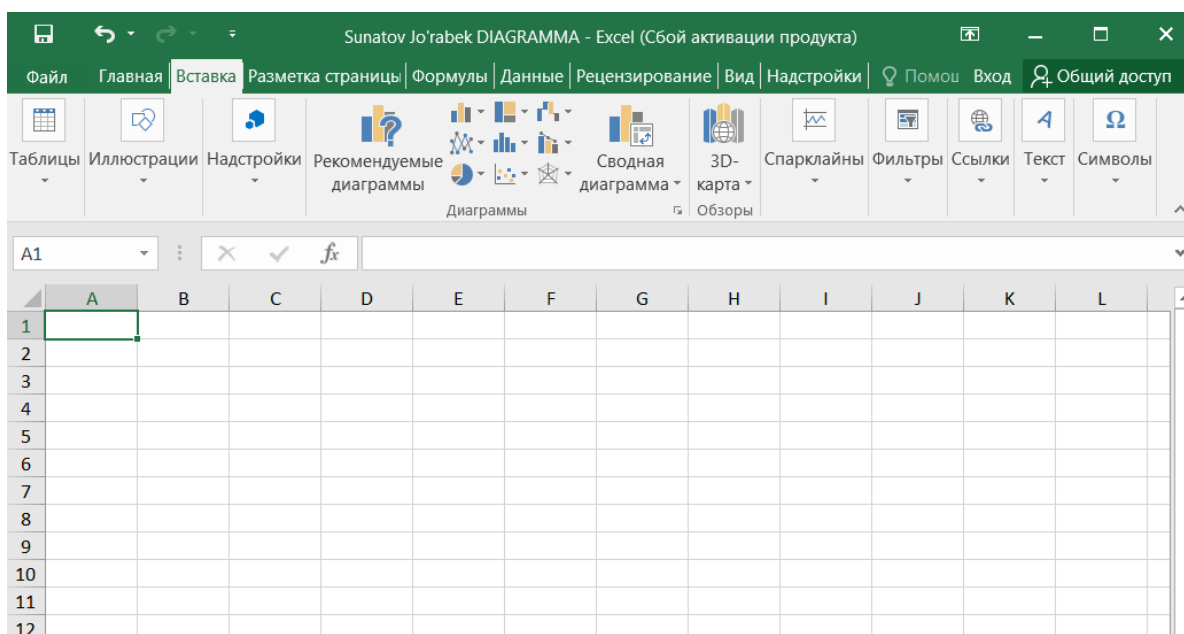 Sunatov Jo'rabek DIAGRAMMA - Excel (Сбой активации продукта)
Файл Главная Вставка Разметка страницы Формулы Данные Рецензирование Вид Надстройки Помощ Вход Общий доступ
Таблицы Иллюстрации Надстройки Рекомендуемые диаграммы Сводная диаграмма 3D-карта Спарклайны Фильтры Ссылки Текст Символы
Диаграммы Обзоры
A1 fx
A B C D E F G H I J K L
1
2
3
4
5
6
7
8
9
10
11
12